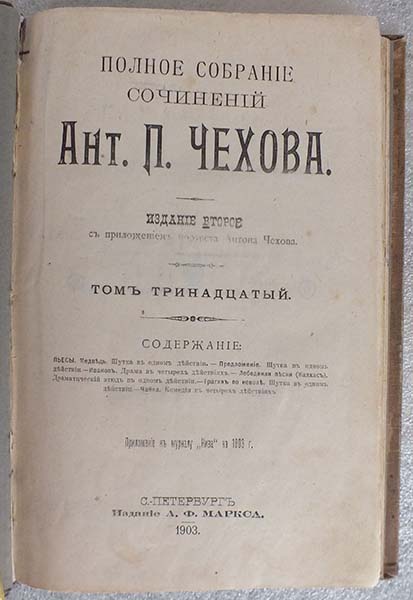 ПОЛНОЕ СОБРАНІЕ
СОЧИНЕНІЙ
АНТ. П. ЧЕХОВА.
ИЗДАНІЕ ВТОРОЕ
съ приложеніемъ портрета Антона Чехова.
ТОМЪ ТРИНАДЦАТЫЙ.
СОДЕРЖАНІЕ:
ПЬЕСЫ. Медвѣдь. Шутка въ одномъ дѣйствіи. — Предложеніе. Шутка въ одномъ
дѣйствіи.—Ивановъ. Драма въ четырехъ дѣйствіяхъ.— Лебединая пѣсня (Калхасъ).
Драматическій этюдъ въ одномъ дѣйствіи.—Трагикъ по неволѣ. Шутка въ одномъ
дѣйствіи.—Чайка. Комедія въ четырехъ дѣйствіяхъ
Приложеніе къ журналу „Нива" на 1903 г.
С.-ПЕТЕРБУРГЪ
Изданіе А. Ф. МАРКСА.
1903.